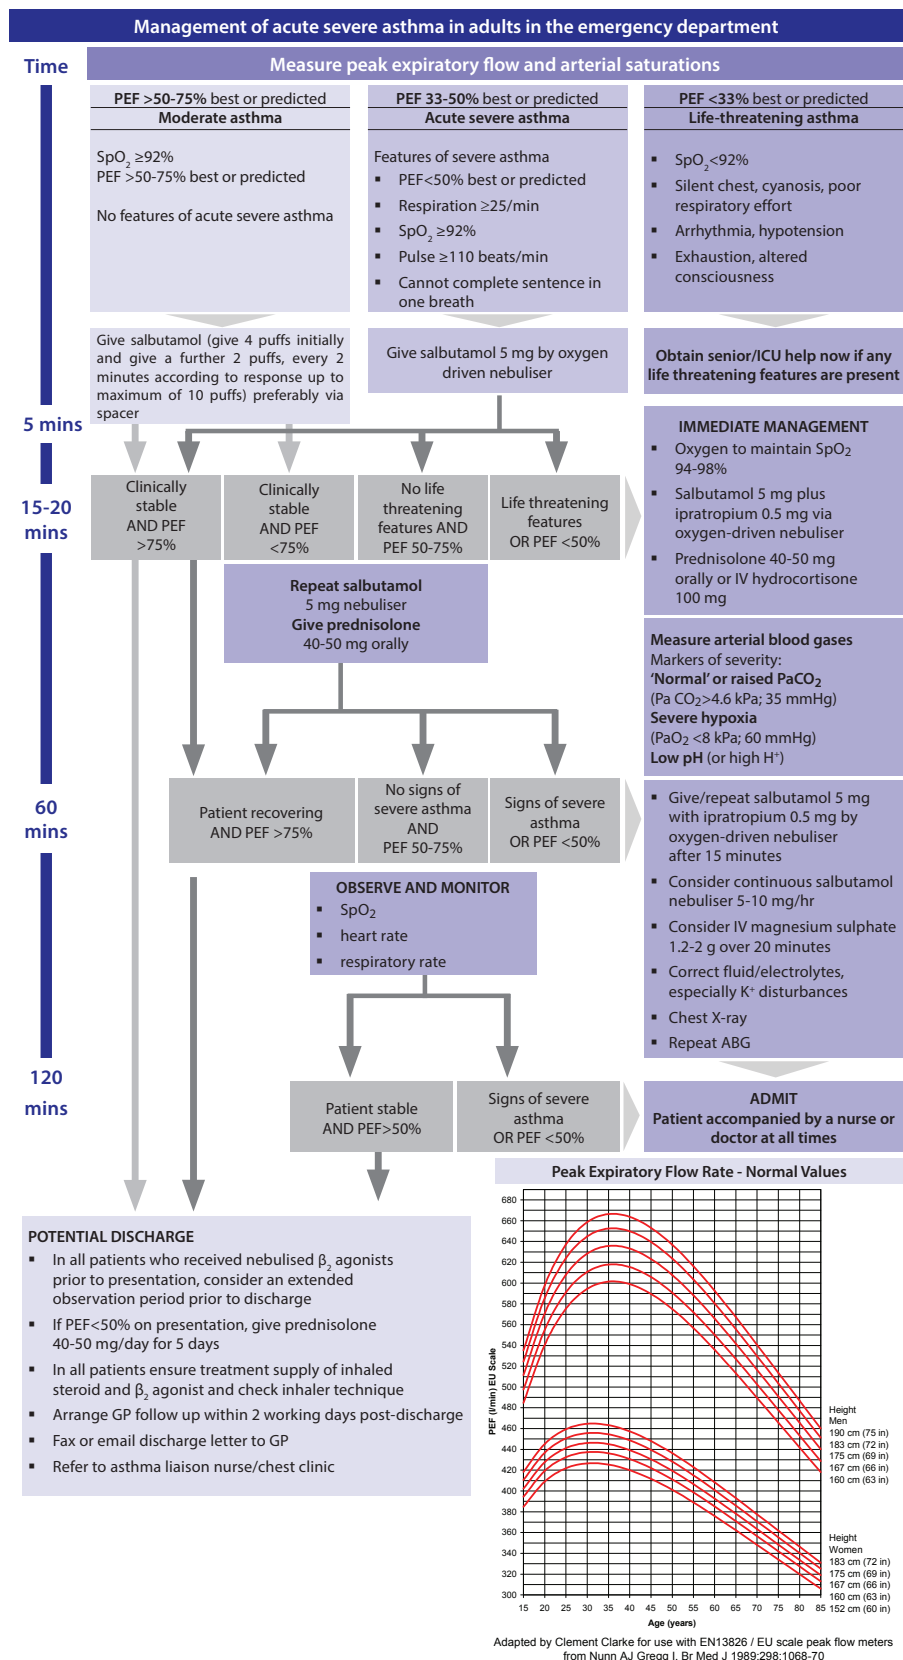 Management of acute severe asthma in adults in the emergency department
Time
Measure peak expiratory flow and arterial saturations
PEF >50-75% best or predicted
Moderate asthma
SpO2 ≥92%
PEF >50-75% best or predicted
No features of acute severe asthma
PEF 33-50% best or predicted
Acute severe asthma
Features of severe asthma
▪ PEF<50% best or predicted
▪ Respiration ≥25/min
▪ SpO2 ≥92%
▪ Pulse ≥110 beats/min
▪ Cannot complete sentence in
one breath
PEF <33% best or predicted
Life-threatening asthma
▪ SpO2<92%
▪ Silent chest, cyanosis, poor
respiratory effort
▪ Arrhythmia, hypotension
▪ Exhaustion, altered
consciousness
Give salbutamol (give 4 puffs initially
and give a further 2 puffs, every 2
minutes according to response up to
maximum of 10 puffs) preferably via
spacer
Give salbutamol 5 mg by oxygen
driven nebuliser
Obtain senior/ICU help now if any
life threatening features are present
5 mins
IMMEDIATE MANAGEMENT
▪ Oxygen to maintain SpO2
94-98%
▪ Salbutamol 5 mg plus
ipratropium 0.5 mg via
oxygen-driven nebuliser
▪ Prednisolone 40-50 mg
orally or IV hydrocortisone
100 mg
15-20
mins
Clinically
stable
AND PEF
>75%
Clinically
stable
AND PEF
<75%
No life
threatening
features AND
PEF 50-75%
Life threatening
features
OR PEF <50%
Repeat salbutamol
5 mg nebuliser
Give prednisolone
40-50 mg orally
Measure arterial blood gases
Markers of severity:
‘Normal’ or raised PaCO2
(Pa CO2>4.6 kPa; 35 mmHg)
Severe hypoxia
(PaO2 <8 kPa; 60 mmHg)
Low pH (or high H+)
60
mins
Patient recovering
AND PEF >75%
No signs of
severe asthma
AND
PEF 50-75%
Signs of severe
asthma
OR PEF <50%
▪ Give/repeat salbutamol 5 mg
with ipratropium 0.5 mg by
oxygen-driven nebuliser
after 15 minutes
▪ Consider continuous salbutamol
nebuliser 5-10 mg/hr
▪ Consider IV magnesium sulphate
1.2-2 g over 20 minutes
▪ Correct fluid/electrolytes,
especially K+ disturbances
▪ Chest X-ray
▪ Repeat ABG
OBSERVE AND MONITOR
▪ SpO2
▪ heart rate
▪ respiratory rate
120
mins
Patient stable
AND PEF>50%
Signs of severe
asthma
OR PEF <50%
ADMIT
Patient accompanied by a nurse or
doctor at all times
POTENTIAL DISCHARGE
▪ In all patients who received nebulised β2 agonists
prior to presentation, consider an extended
observation period prior to discharge
▪ If PEF<50% on presentation, give prednisolone
40-50 mg/day for 5 days
▪ In all patients ensure treatment supply of inhaled
steroid and β2 agonist and check inhaler technique
▪ Arrange GP follow up within 2 working days post-discharge
▪ Fax or email discharge letter to GP
▪ Refer to asthma liaison nurse/chest clinic
Peak Expiratory Flow Rate - Normal Values
PEF (l/min) EU Scale
680
660
640
620
600
580
560
540
520
500
480
460
440
420
400
380
360
340
320
300
15 20 25 30 35 40 45 50 55 60 65 70 75 80 85
Age (years)
Height
Men
190 cm (75 in)
183 cm (72 in)
175 cm (69 in)
167 cm (66 in)
160 cm (63 in)
Height
Women
183 cm (72 in)
175 cm (69 in)
167 cm (66 in)
160 cm (63 in)
152 cm (60 in)
Adapted by Clement Clarke for use with EN13826 / EU scale peak flow meters
from Nunn AJ Gregg I, Br Med J 1989:298;1068-70